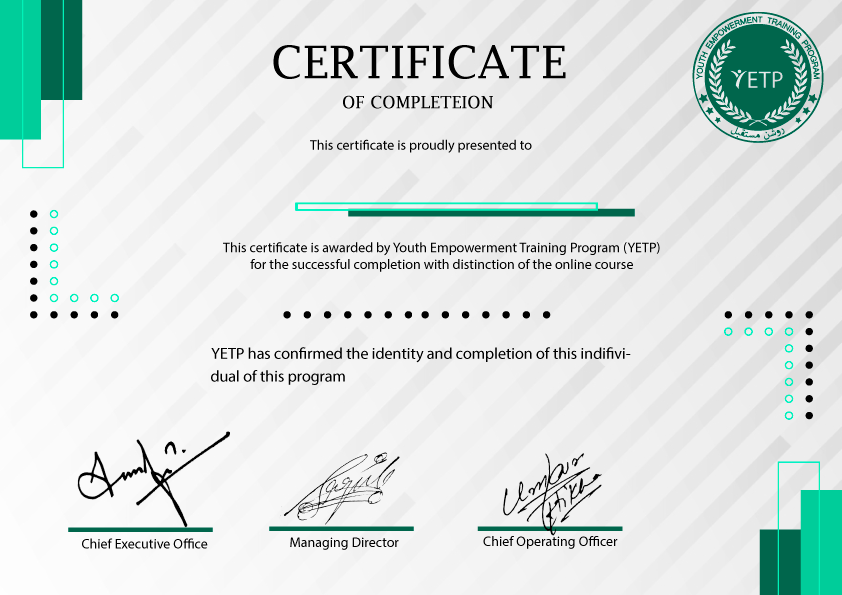 CERTIFICATE
OF COMPLETEION
YOUTH EMPOWERMENT TRAINING PROGRAM
YETP
روشن مستقبل
This certificate is proudly presented to
This certificate is awarded by Youth Empowerment Training Program (YETP)
for the successful completion with distinction of the online course
YETP has confirmed the identity and completion of this indifivi-
dual of this program
Chief Executive Office
Managing Director
Chief Operating Officer